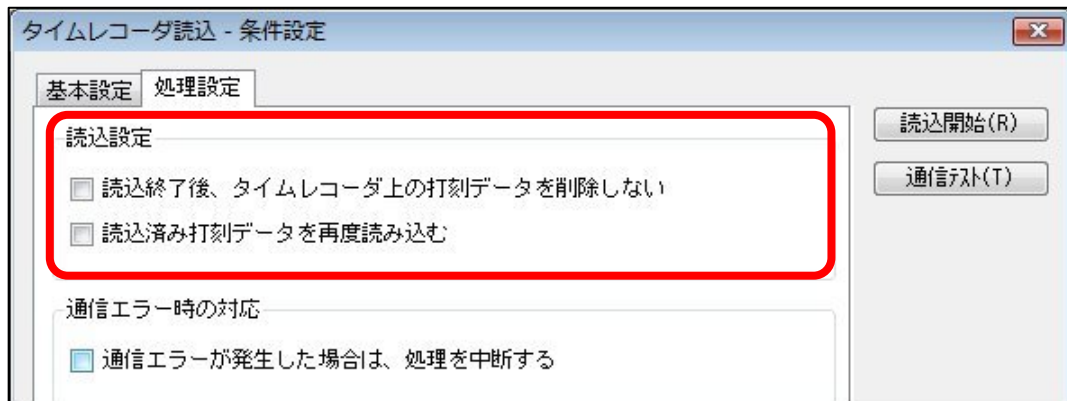 タイムレコーダ読込 - 条件設定
基本設定 処理設定
読込設定
読込終了後、タイムレコーダ上の打刻データを削除しない
読込済み打刻データを再度読み込む
通信エラー時の対応
通信エラーが発生した場合は、処理を中断する
読込開始(R)
通信ﾃｽﾄ(T)